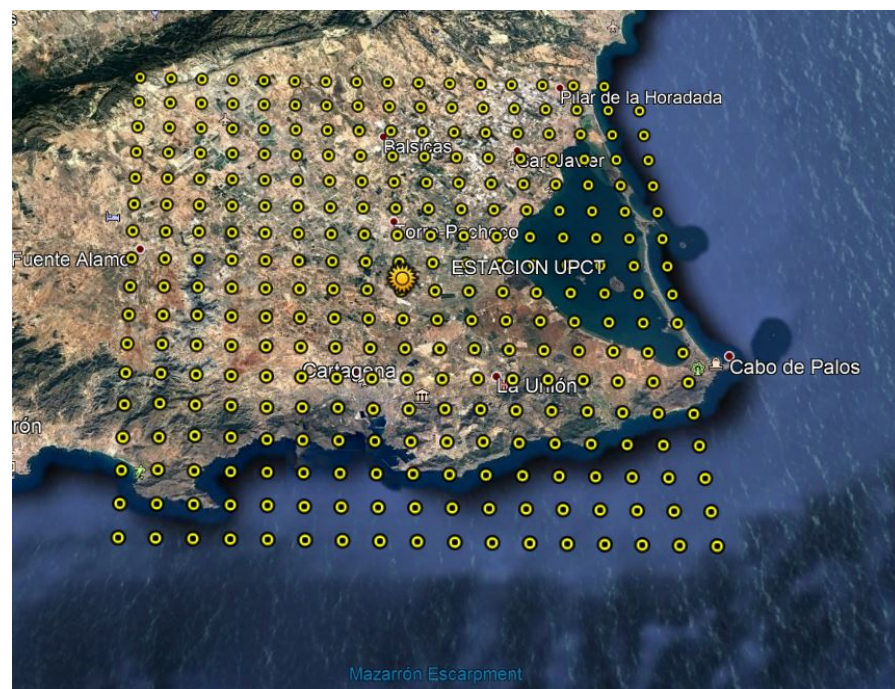 Pilar de la Horadada
Balsicas
San Javier
Torre Pacheco
Fuente Alamo
ESTACION UPCT
Cartagena
Cabo de Palos
La Unión
rón
Mazarrón Escarpment